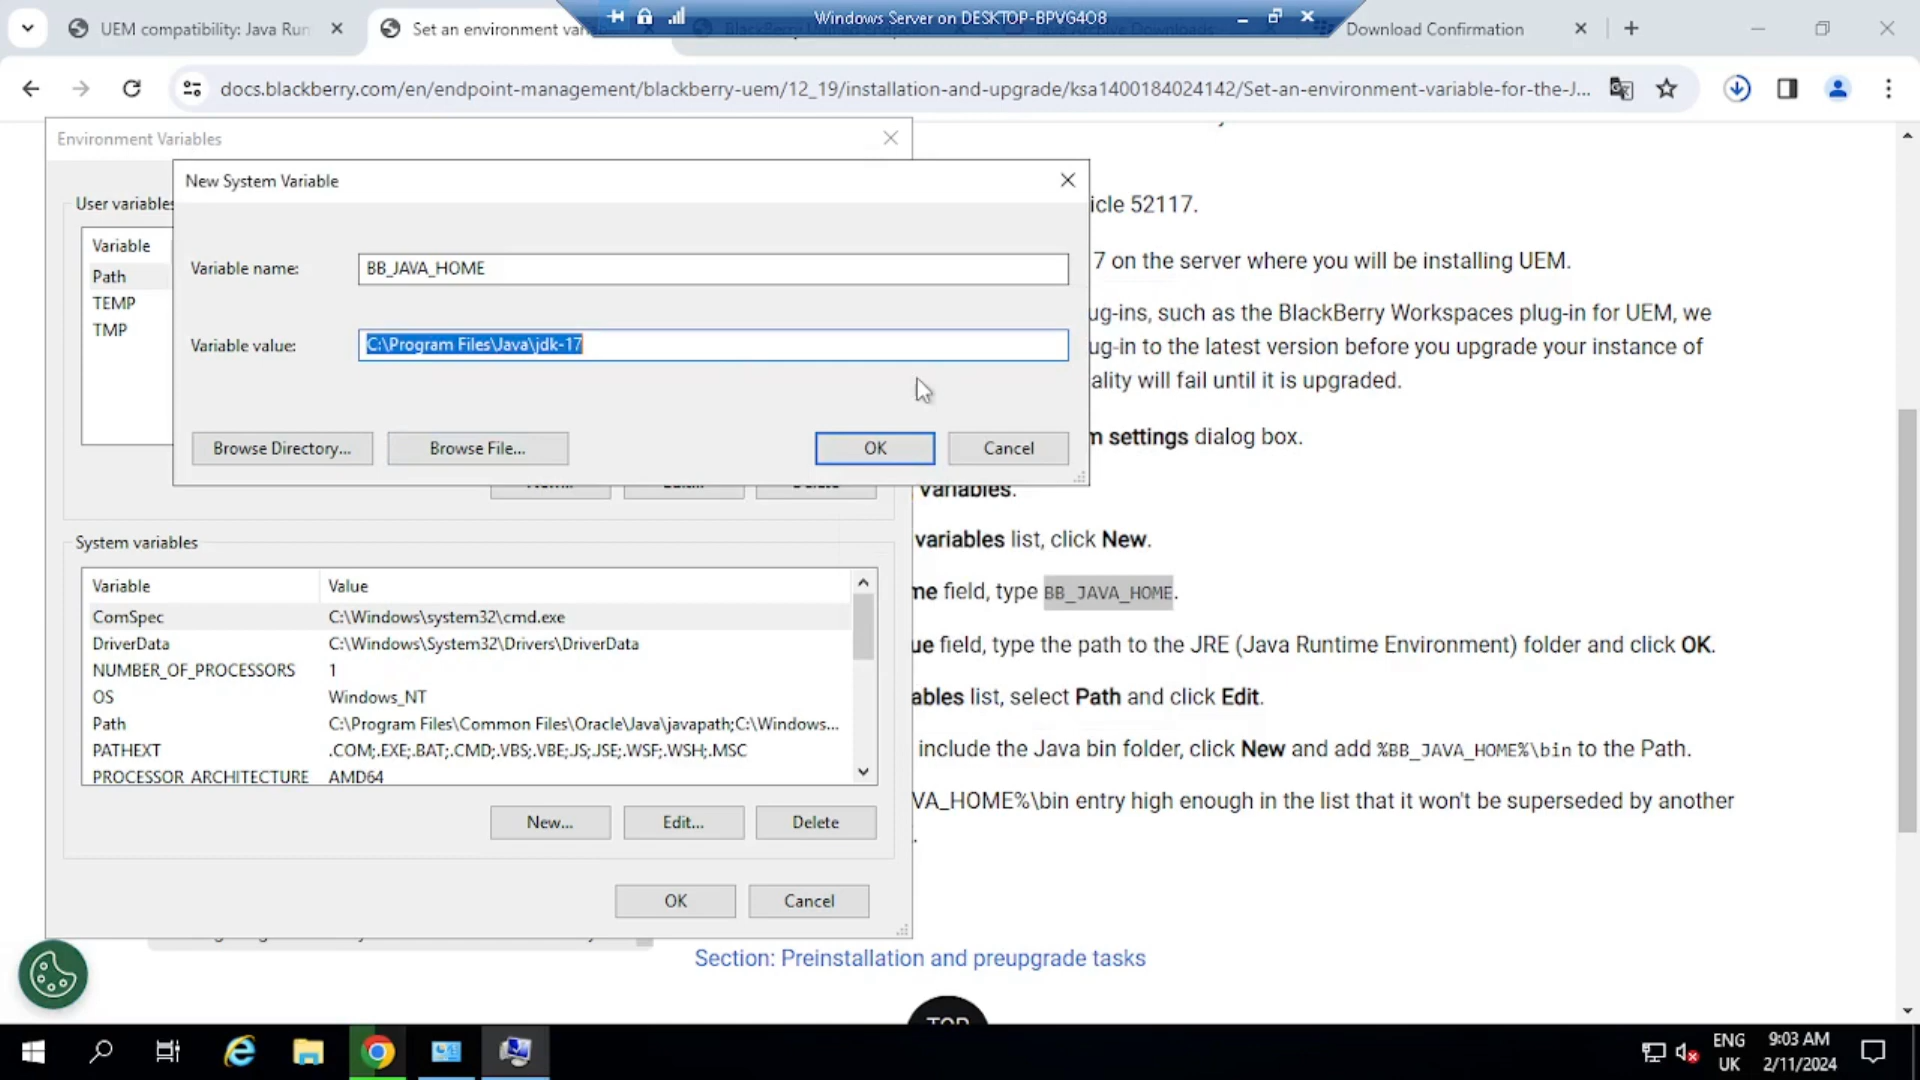 UEM compatibility: Java Run
Set an environment varia
Windows Server on DESKTOP-BPVG4O8
Download Confirmation
docs.blackberry.com/en/endpoint-management/blackberry-uem/12_19/installation-and-upgrade/ksa1400184024142/Set-an-environment-variable-for-the-J...
Environment Variables
New System Variable
User variables
Variable
Path
TEMP
TMP
Variable name:
BB_JAVA_HOME
Variable value:
C:\Program Files\Java\jdk-17
Browse Directory...
Browse File...
OK
Cancel
icle 52117.
7 on the server where you will be installing UEM.
ug-ins, such as the BlackBerry Workspaces plug-in for UEM, we
ug-in to the latest version before you upgrade your instance of
ality will fail until it is upgraded.
m settings dialog box.
Variables.
variables list, click New.
me field, type BB_JAVA_HOME.
ue field, type the path to the JRE (Java Runtime Environment) folder and click OK.
ables list, select Path and click Edit.
include the Java bin folder, click New and add %BB_JAVA_HOME%\bin to the Path.
VA_HOME%\bin entry high enough in the list that it won't be superseded by another
System variables
Variable Value
ComSpec C:\Windows\system32\cmd.exe
DriverData C:\Windows\System32\Drivers\DriverData
NUMBER_OF_PROCESSORS 1
OS Windows_NT
Path C:\Program Files\Common Files\Oracle\Java\javapath;C:\Windows...
PATHEXT .COM;.EXE;.BAT;.CMD;.VBS;.VBE;.JS;.JSE;.WSF;.WSH;.MSC
PROCESSOR_ARCHITECTURE AMD64
New... Edit... Delete
OK Cancel
Section: Preinstallation and preupgrade tasks
TOP
ENG
UK
9:03 AM
2/11/2024